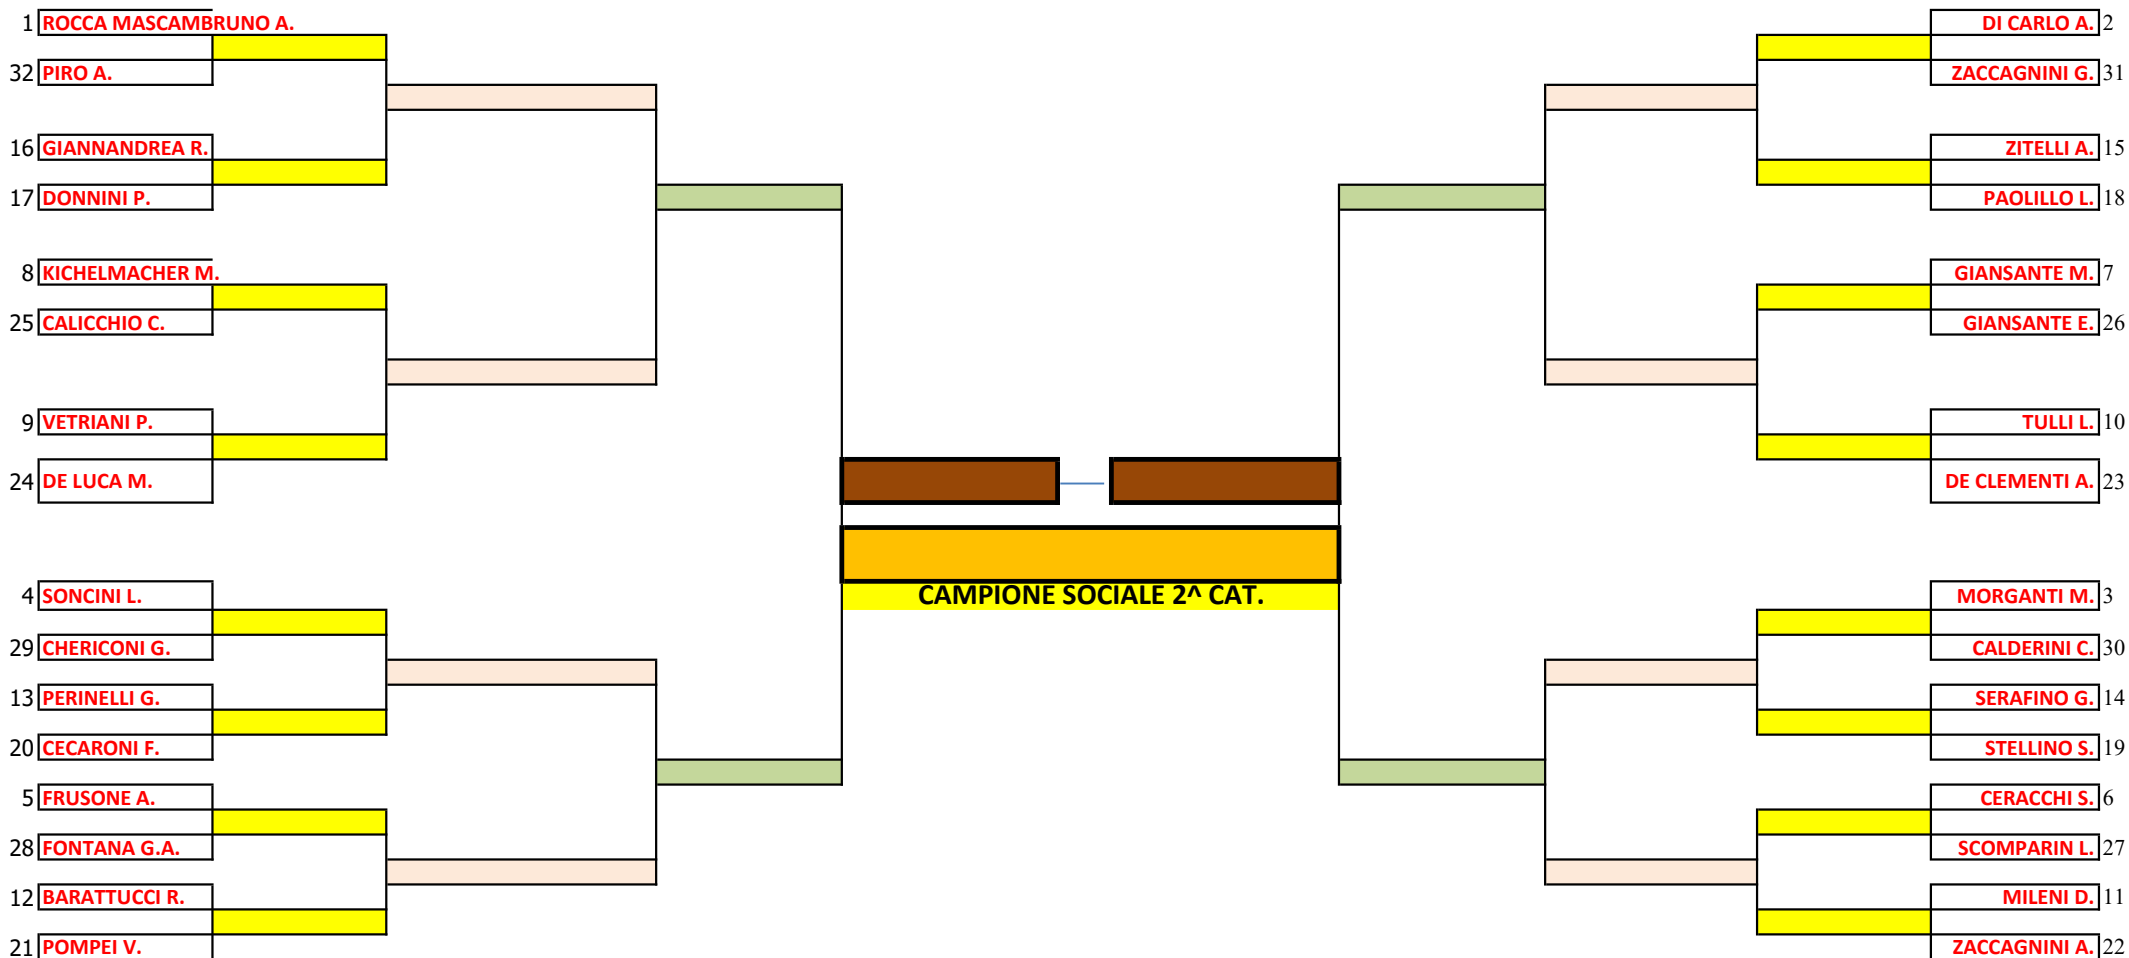 1 ROCCA MASCAMBRUNO A.
32 PIRO A.
16 GIANNANDREA R.
17 DONNINI P.
8 KICHELMACHER M.
25 CALICCHIO C.
9 VETRIANI P.
24 DE LUCA M.
4 SONCINI L.
29 CHERICONI G.
13 PERINELLI G.
20 CECARONI F.
5 FRUSONE A.
28 FONTANA G.A.
12 BARATTUCCI R.
21 POMPEI V.
CAMPIONE SOCIALE 2^ CAT.
DI CARLO A. 2
ZACCAGNINI G. 31
ZITELLI A. 15
PAOLILLO L. 18
GIANSANTE M. 7
GIANSANTE E. 26
TULLI L. 10
DE CLEMENTI A. 23
MORGANTI M. 3
CALDERINI C. 30
SERAFINO G. 14
STELLINO S. 19
CERACCHI S. 6
SCOMPARIN L. 27
MILENI D. 11
ZACCAGNINI A. 22